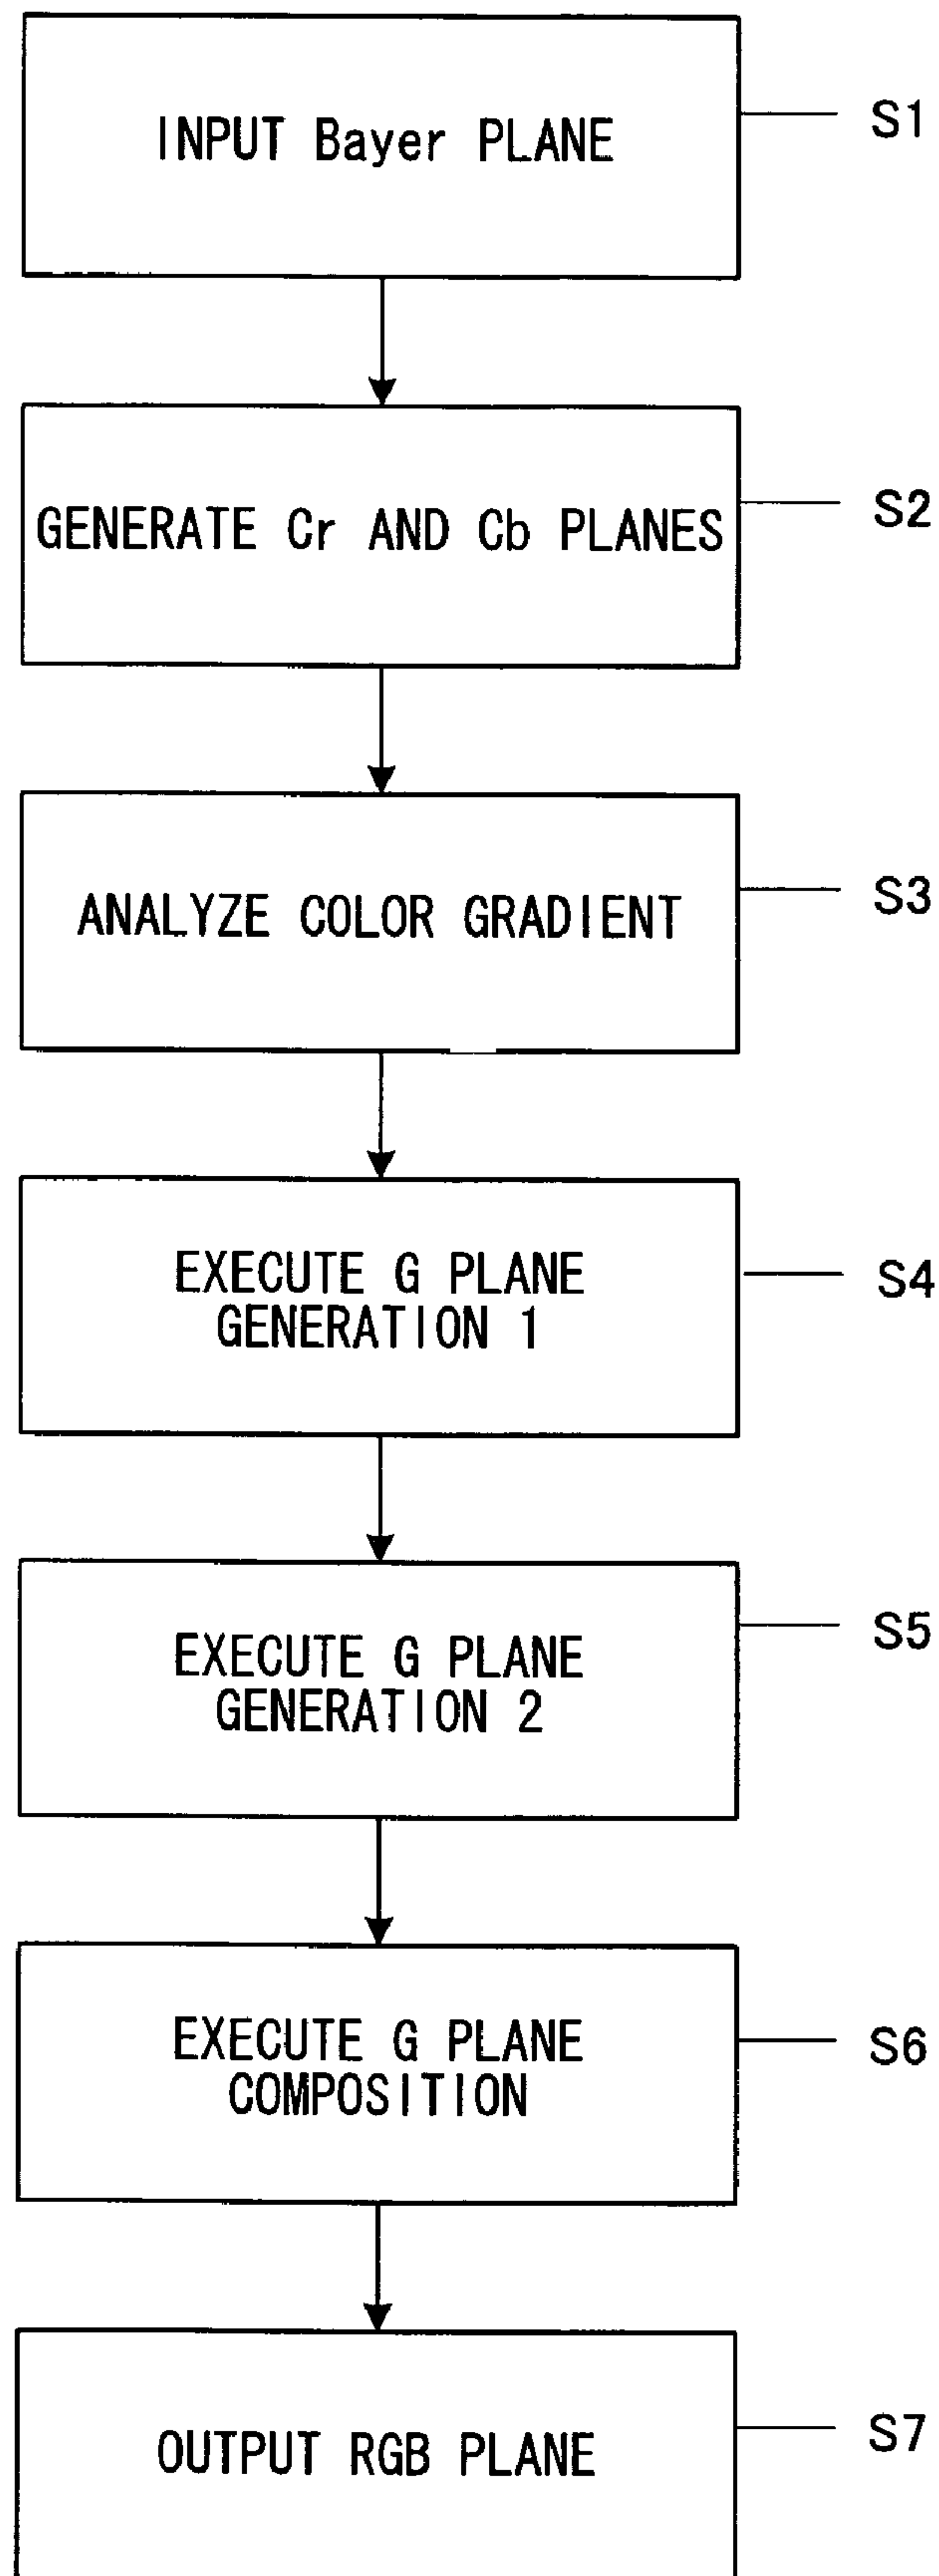 INPUT Bayer PLANE
S1
GENERATE Cr AND Cb PLANES
S2
ANALYZE COLOR GRADIENT
S3
EXECUTE G PLANE
GENERATION 1
S4
EXECUTE G PLANE
GENERATION 2
S5
EXECUTE G PLANE
COMPOSITION
S6
OUTPUT RGB PLANE
S7